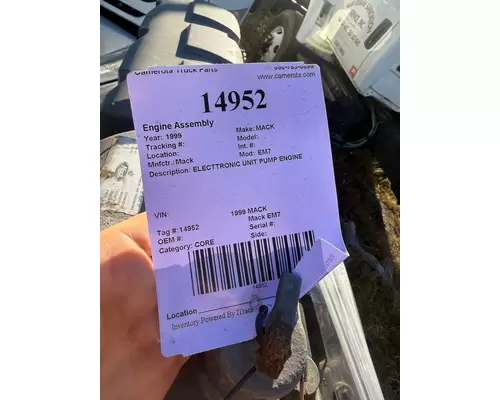 Camerota Truck Parts
www.camerota.com
14952
Engine Assembly
Year: 1999
Make: MACK
Tracking #:
Model:
Location:
Int. #:
Mnfctr.: Mack
Mod: EM7
Description: ELECTTRONIC UNIT PUMP ENGINE
VIN:
1999 MACK
Mack EM7
Tag #: 14952
Serial #:
OEM #:
Side:
Category: CORE
14952
Location
Inventory Powered By ITrack